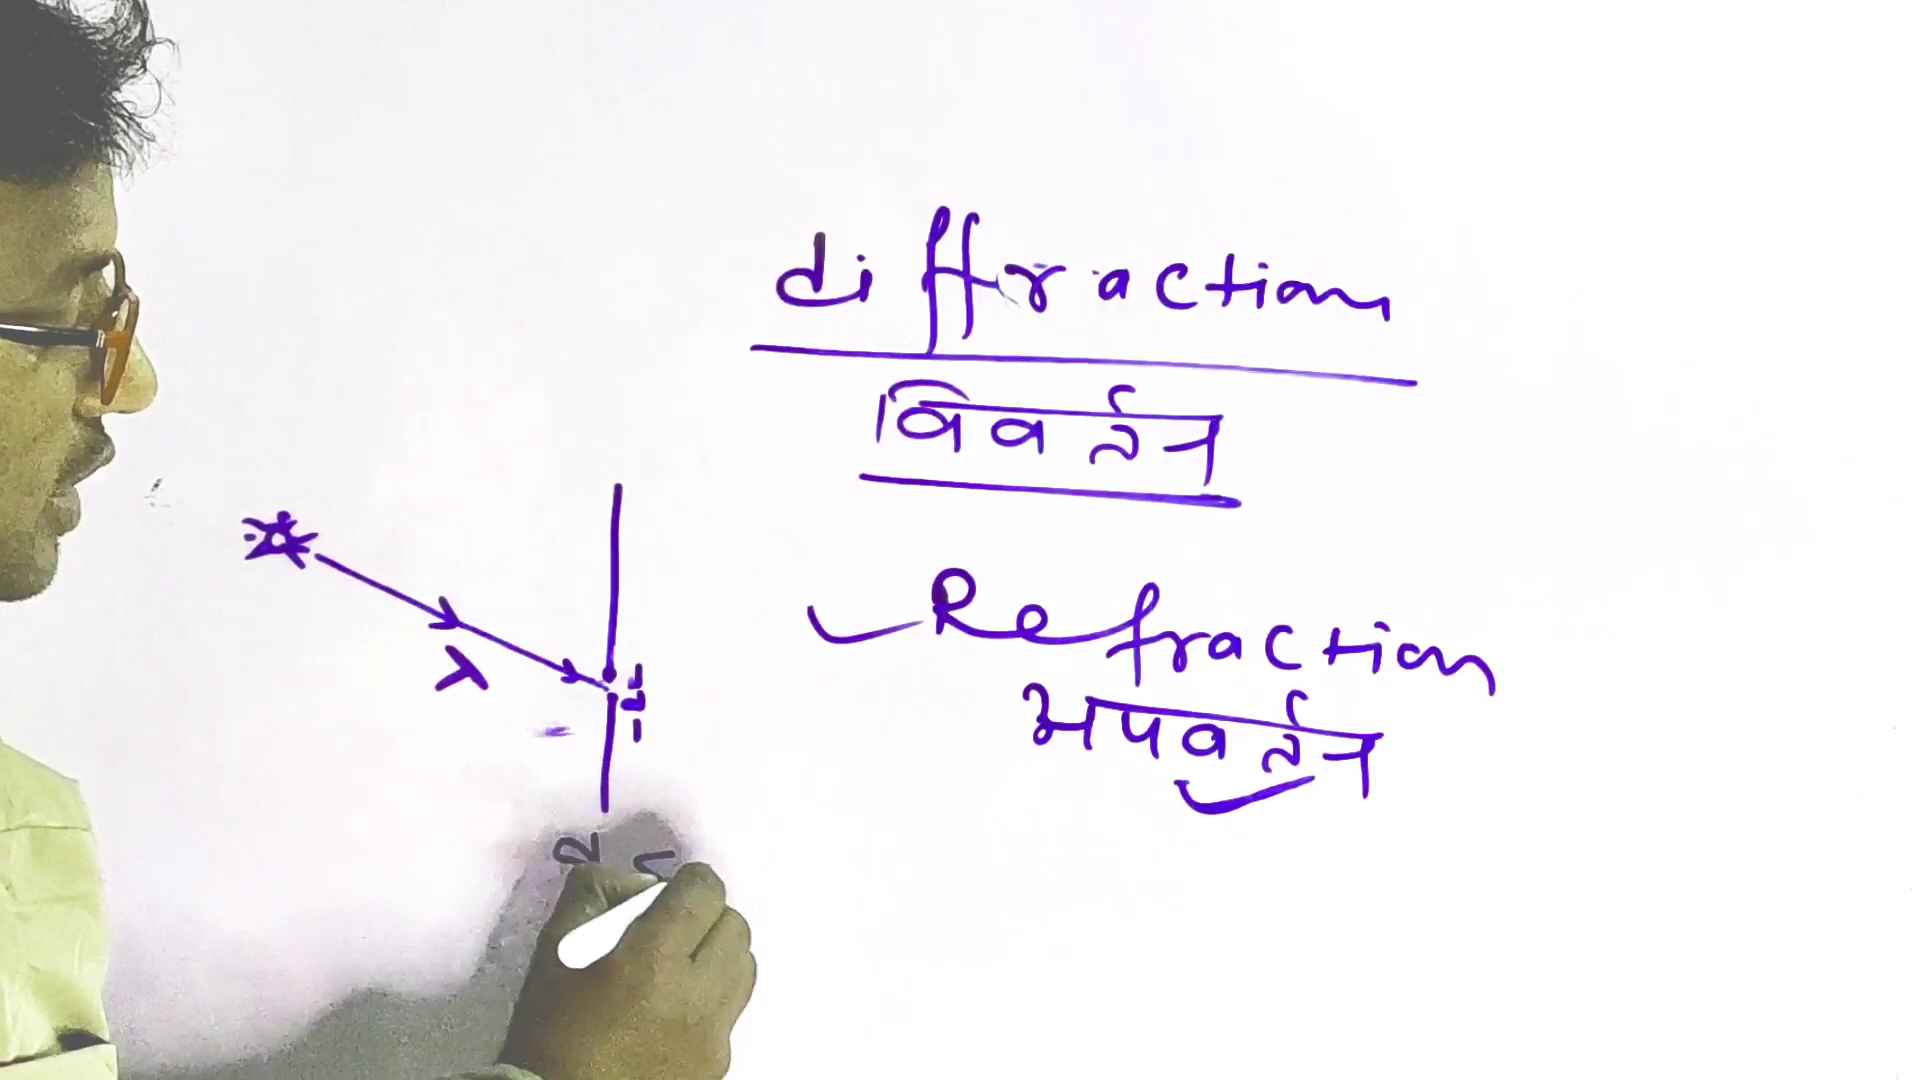 diffraction
विवर्तन
λ
d
Refraction
अपवर्तन